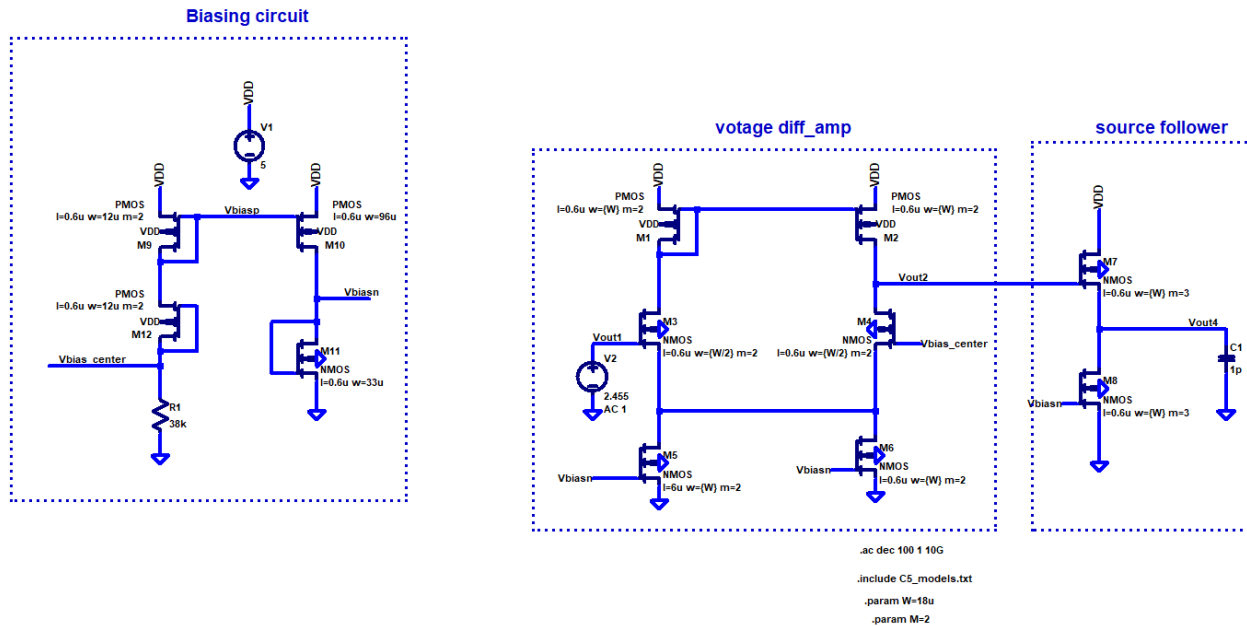 Biasing circuit
VDD
V1
5
VDD
VDD
PMOS
l=0.6u w=12u m=2
VDD
M9
Vbiasp
PMOS
l=0.6u w=96u
VDD
M10
PMOS
l=0.6u w=12u m=2
VDD
M12
Vbiasn
Vbias_center
M11
NMOS
l=0.6u w=33u
R1
38k
votage diff_amp
VDD
VDD
PMOS
l=0.6u w={W} m=2
VDD
M1
PMOS
l=0.6u w={W} m=2
VDD
M2
Vout2
M3
NMOS
l=0.6u w={W/2} m=2
M4
NMOS
l=0.6u w={W/2} m=2
Vbias_center
Vout1
V2
2.455
AC 1
M5
NMOS
l=6u w={W} m=2
Vbiasn
M6
NMOS
l=0.6u w={W} m=2
Vbiasn
source follower
VDD
M7
NMOS
l=0.6u w={W} m=3
Vout4
C1
1p
M8
NMOS
l=0.6u w={W} m=3
Vbiasn
.ac dec 100 1 10G
.include C5_models.txt
.param W=18u
.param M=2